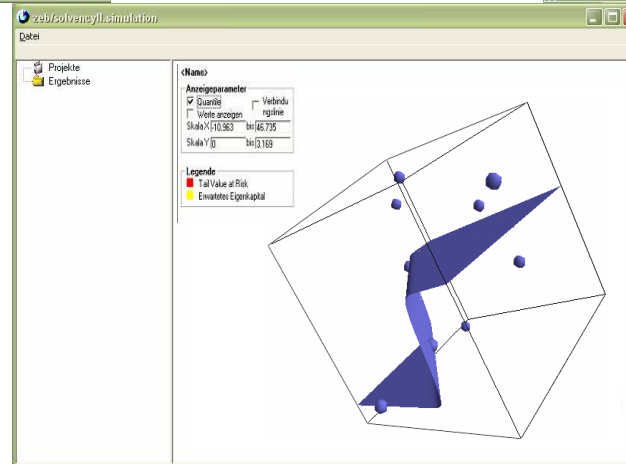 zeb/solvencyII.simulation
Datei
Projekte
Ergebnisse
<Name>
Anzeigeparameter
Quantile
Verbindu
ngslinie
Werte anzeigen
Skala X -10.963 bis 46.735
Skala Y 0 bis 3.169
Legende
Tail Value at Risk
Erwartetes Eigenkapital